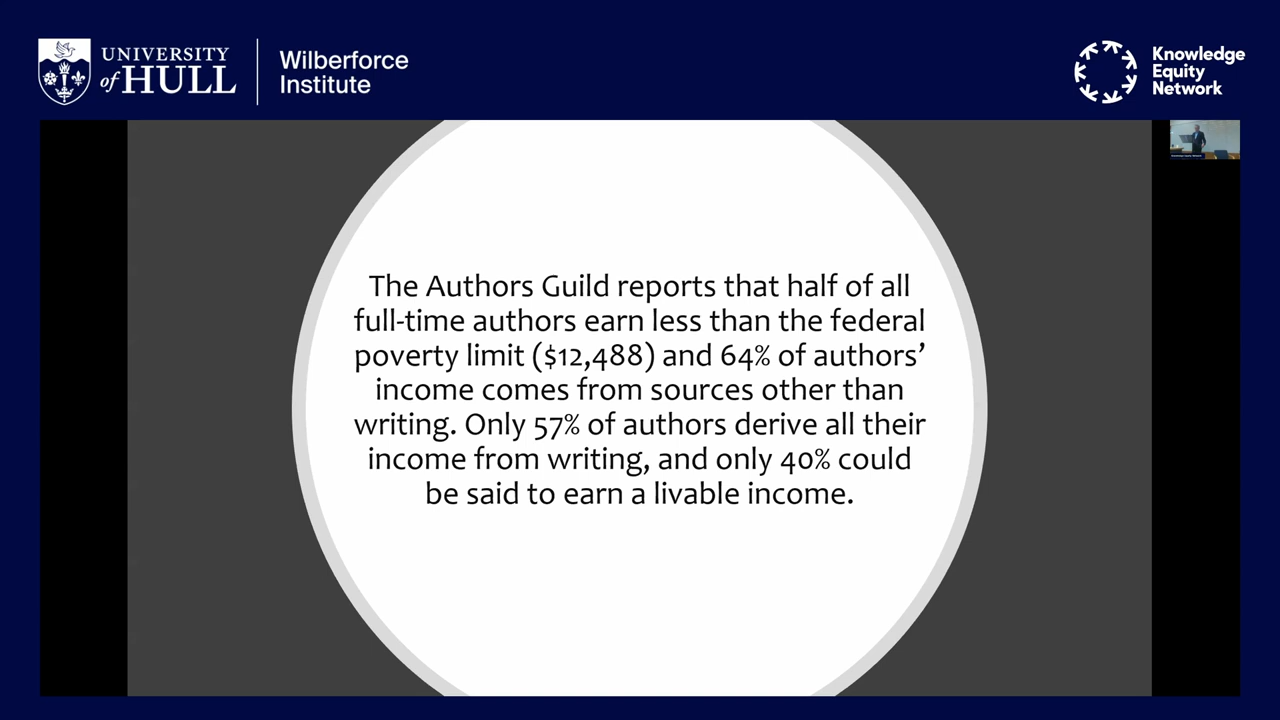 UNIVERSITY
of HULL
Wilberforce
Institute
Knowledge
Equity
Network
The Authors Guild reports that half of all
full-time authors earn less than the federal
poverty limit ($12,488) and 64% of authors’
income comes from sources other than
writing. Only 57% of authors derive all their
income from writing, and only 40% could
be said to earn a livable income.